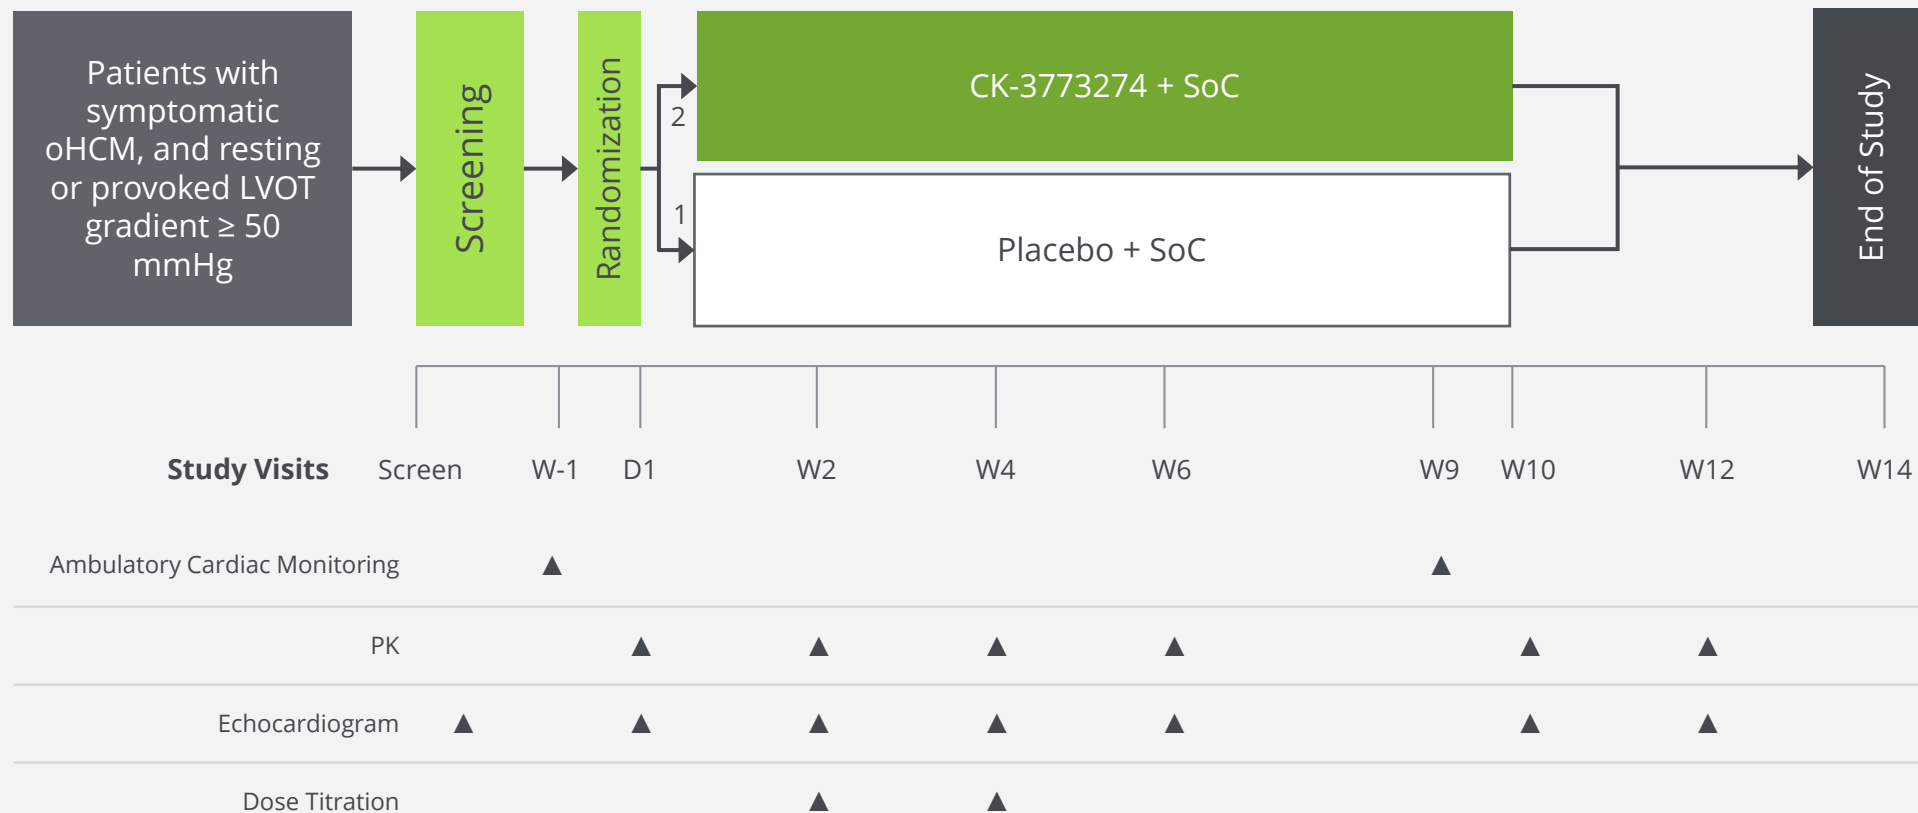 Patients with
symptomatic
oHCM, and resting
or provoked LVOT
gradient ≥ 50
mmHg
Screening
Randomization
2
1
CK-3773274 + SoC
Placebo + SoC
End of Study
Study Visits Screen W-1 D1 W2 W4 W6 W9 W10 W12 W14
Ambulatory Cardiac Monitoring ▲ ▲
PK ▲ ▲ ▲ ▲ ▲ ▲
Echocardiogram ▲ ▲ ▲ ▲ ▲ ▲ ▲
Dose Titration ▲ ▲